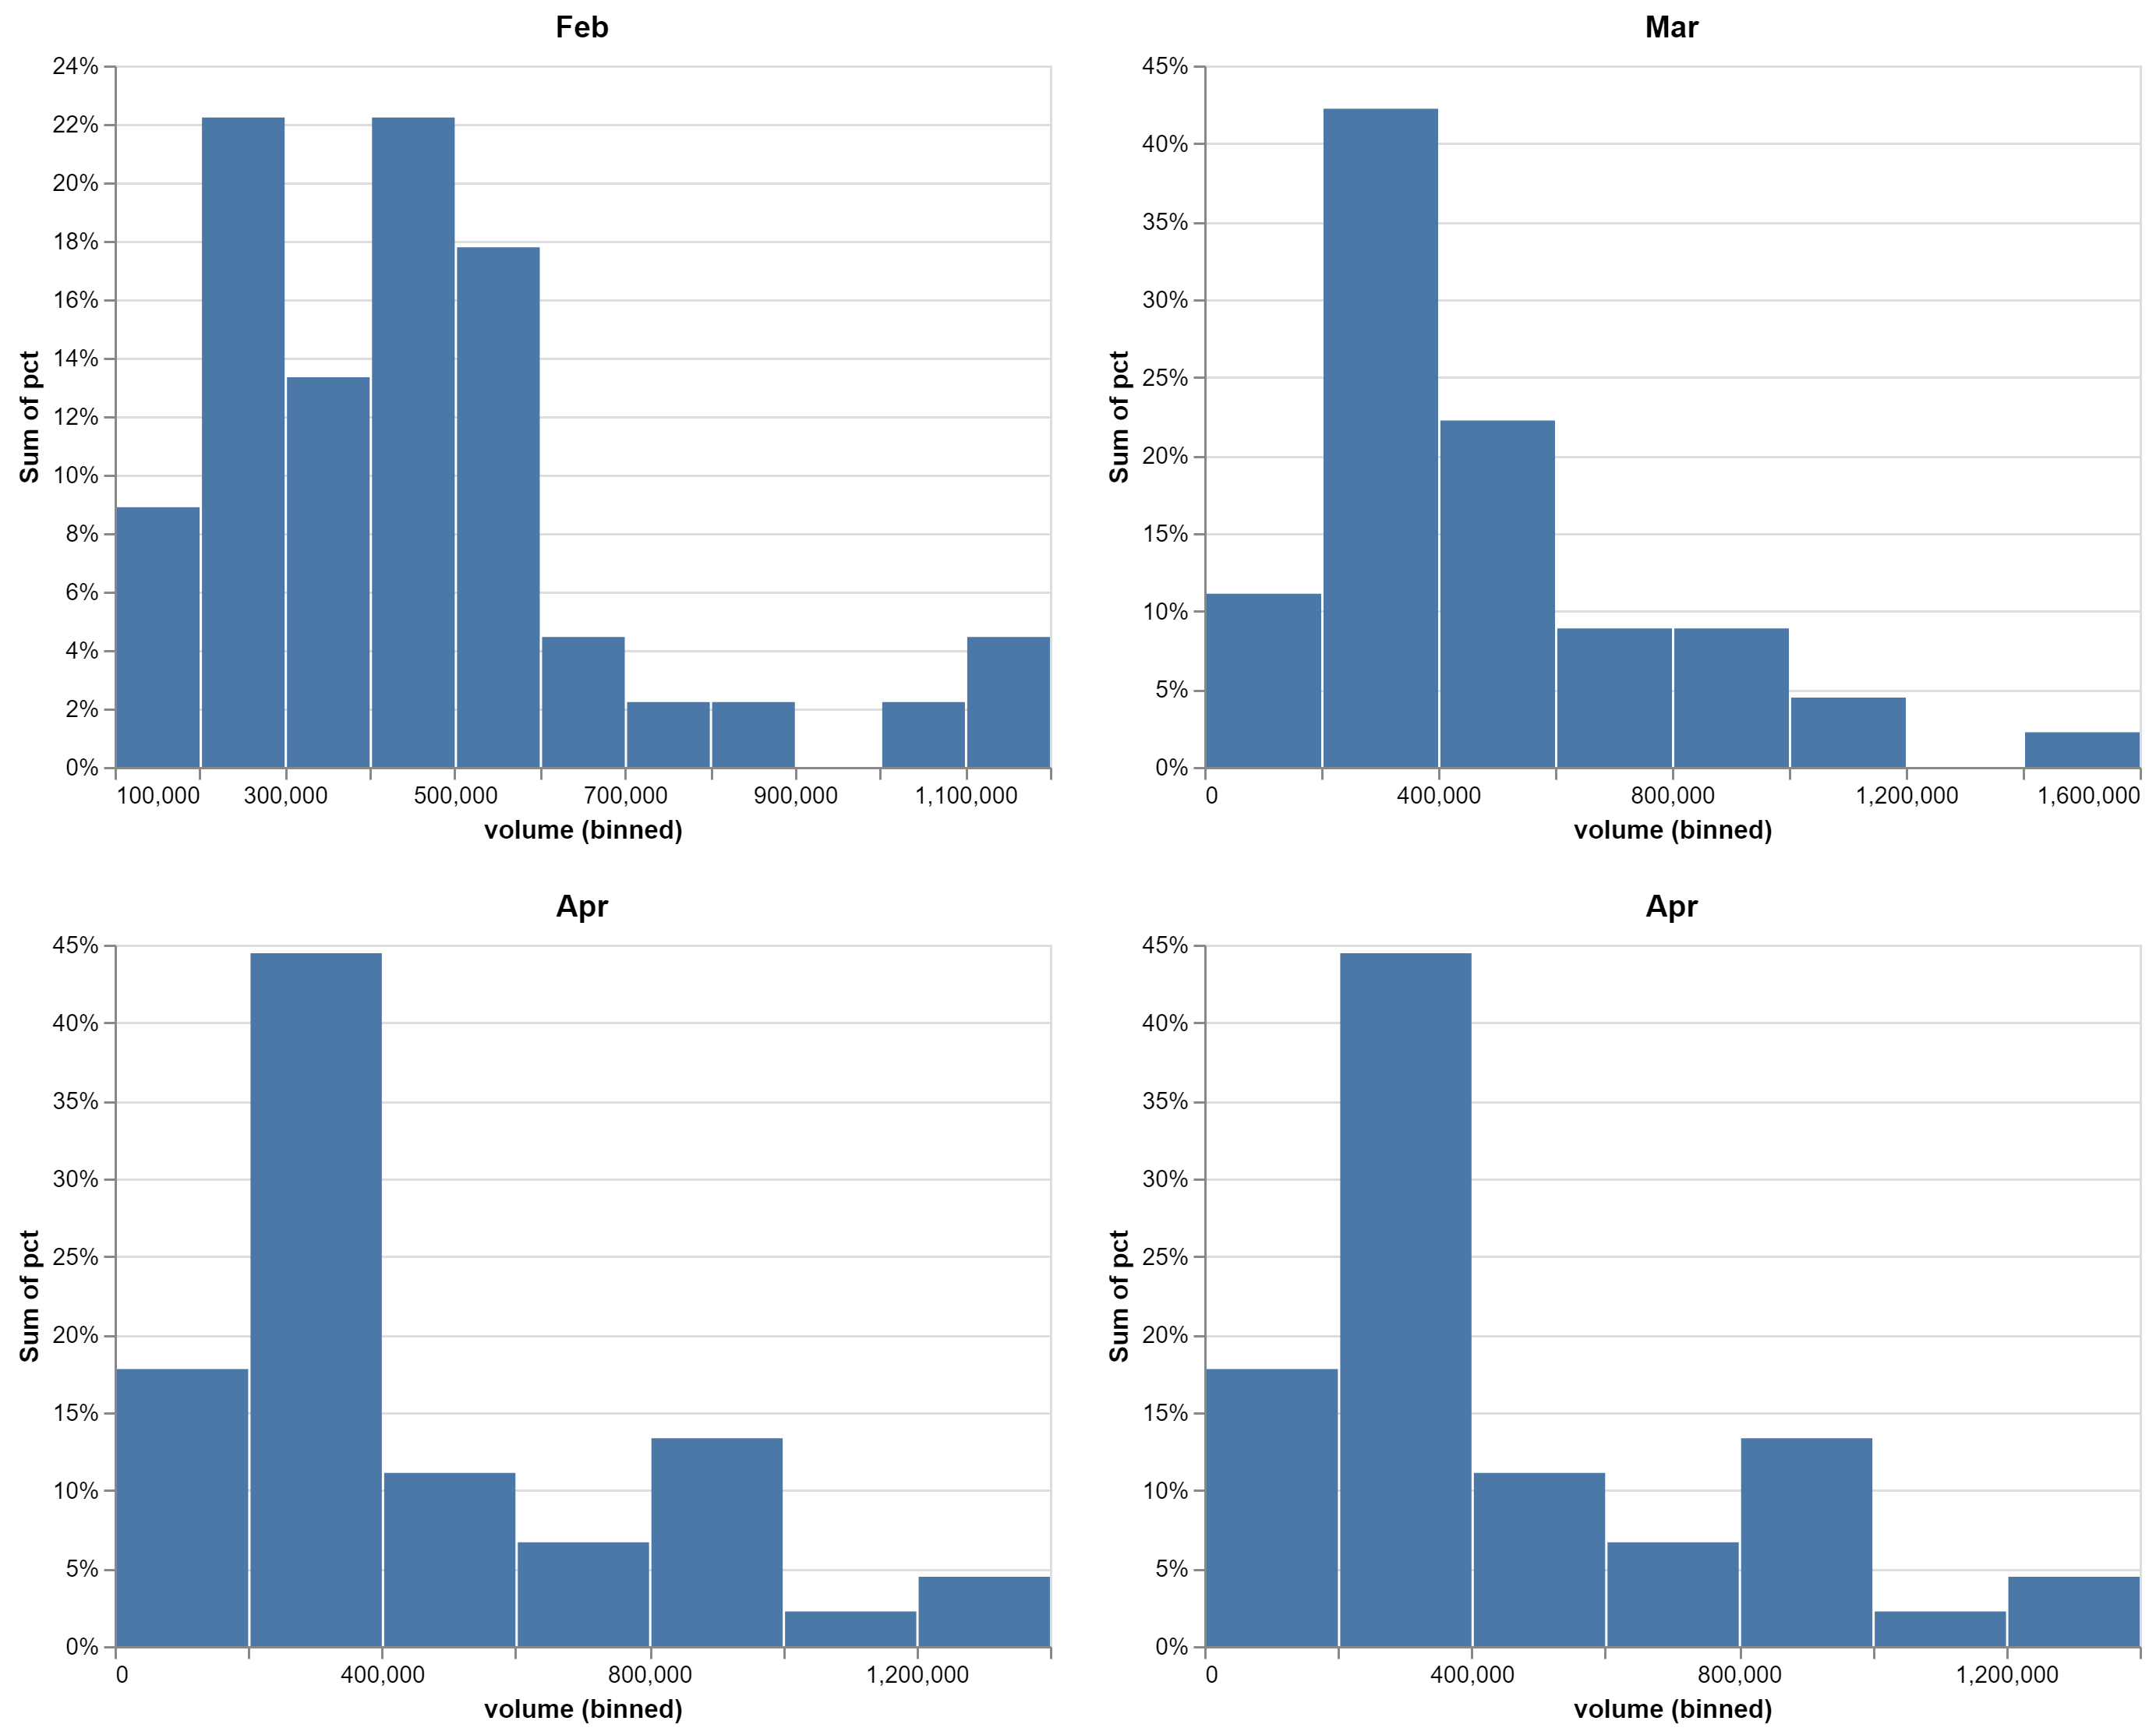 Feb
24%
22%
20%
18%
16%
14%
12%
10%
8%
6%
4%
2%
0%
Sum of pct
100,000 300,000 500,000 700,000 900,000 1,100,000
volume (binned)
Mar
45%
40%
35%
30%
25%
20%
15%
10%
5%
0%
Sum of pct
0 400,000 800,000 1,200,000 1,600,000
volume (binned)
Apr
45%
40%
35%
30%
25%
20%
15%
10%
5%
0%
Sum of pct
0 400,000 800,000 1,200,000
volume (binned)
Apr
45%
40%
35%
30%
25%
20%
15%
10%
5%
0%
Sum of pct
0 400,000 800,000 1,200,000
volume (binned)